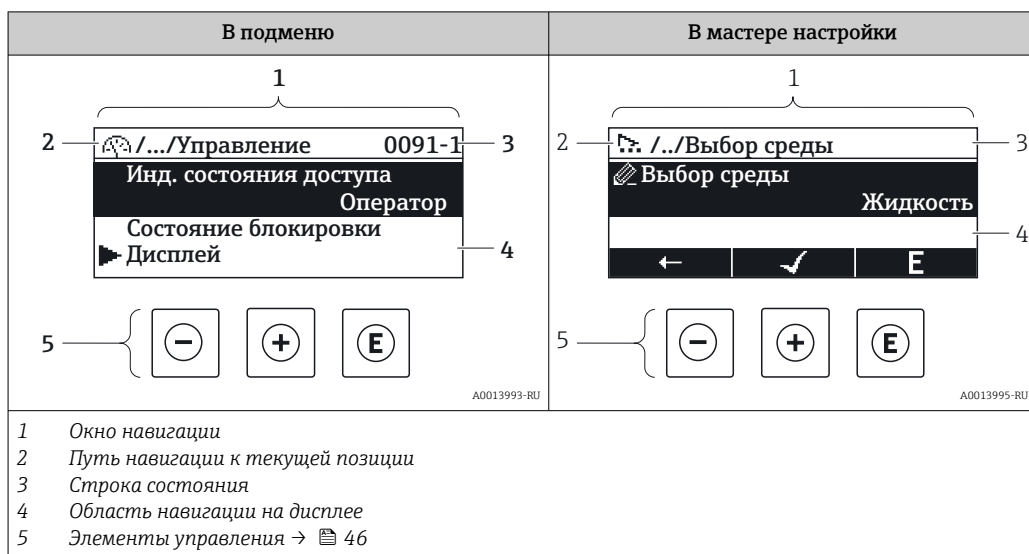 В подменю
В мастере настройки
1
2
/.../Управление 0091-1
3
Инд. состояния доступа
Оператор
Состояние блокировки
Дисплей
4
5
E
A0013993-RU
1
2
/../Выбор среды
3
Выбор среды
Жидкость
4
← ✓ E
5
E
A0013995-RU
1 Окно навигации
2 Путь навигации к текущей позиции
3 Строка состояния
4 Область навигации на дисплее
5 Элементы управления → 46